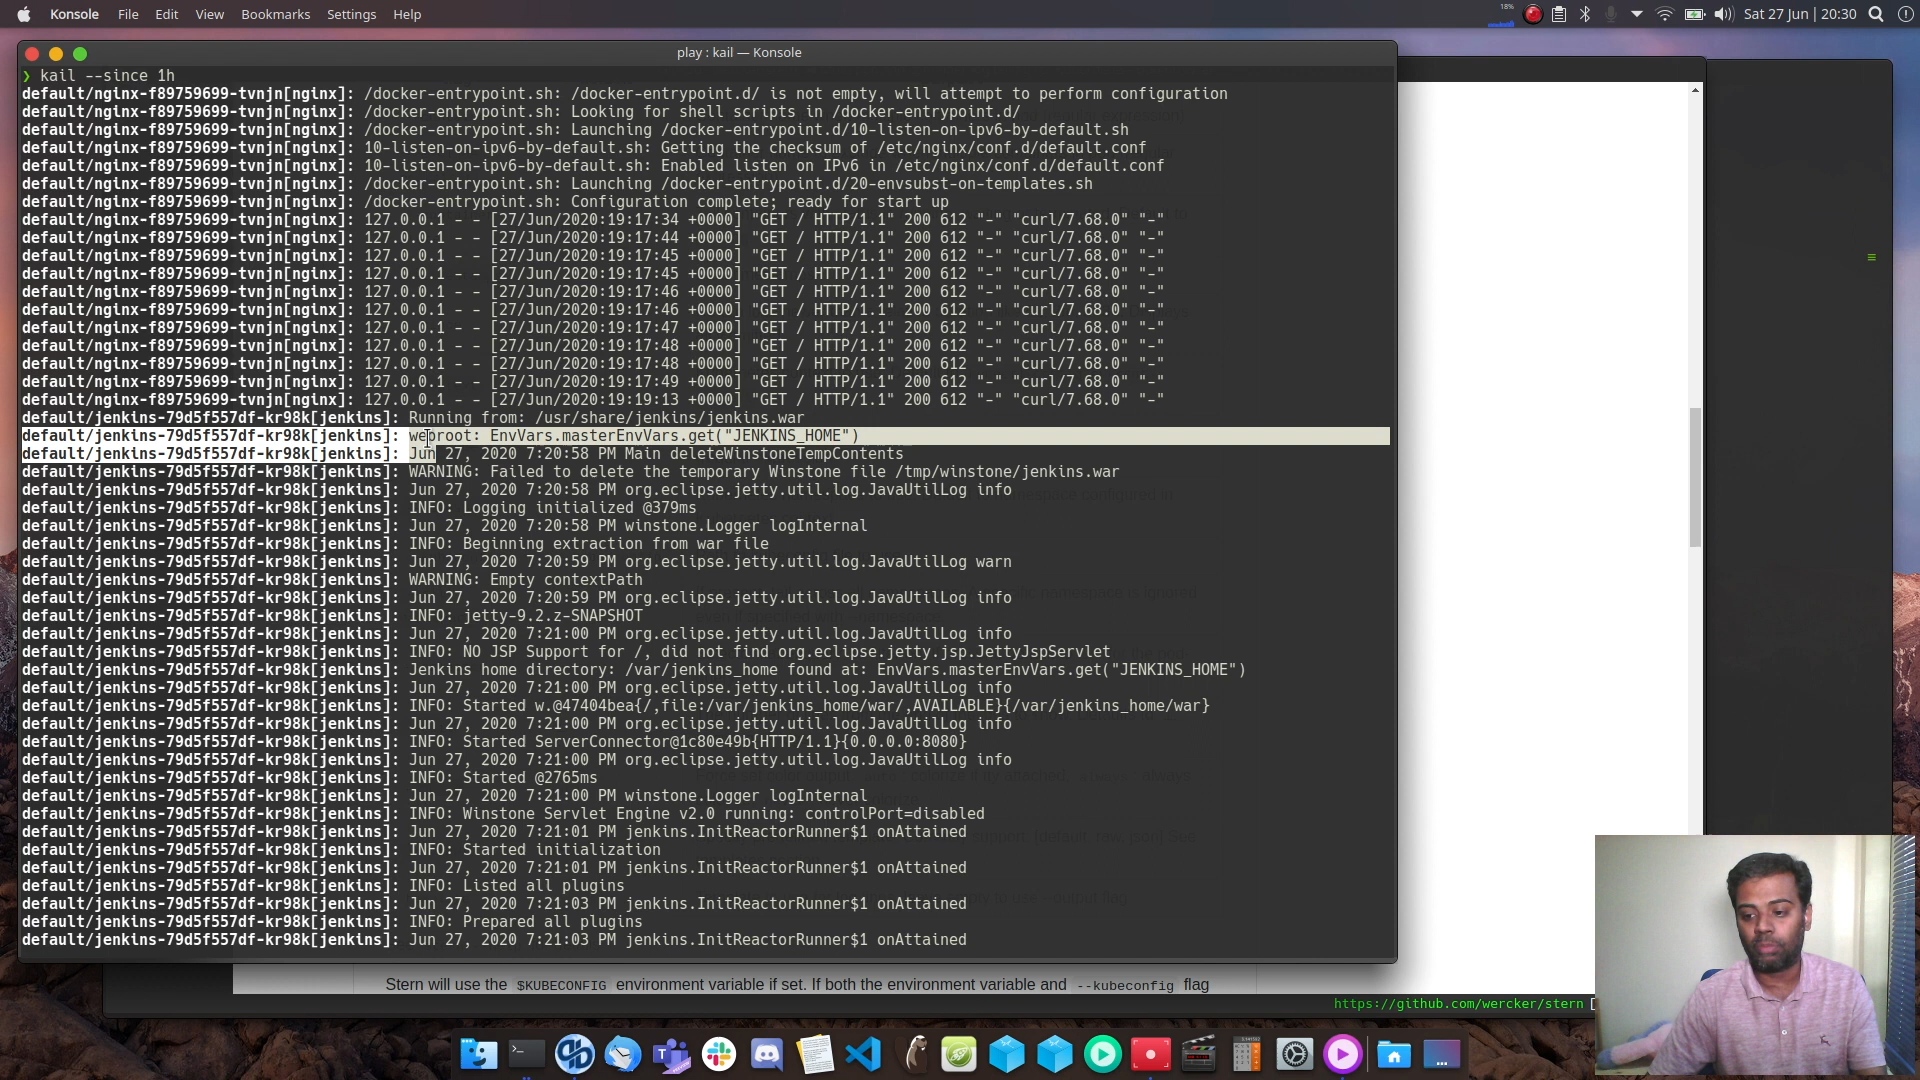 Konsole File Edit View Bookmarks Settings Help
18% Sat 27 Jun | 20:30
play : kail — Konsole
❯ kail --since 1h
default/nginx-f89759699-tvnjn[nginx]: /docker-entrypoint.sh: /docker-entrypoint.d/ is not empty, will attempt to perform configuration
default/nginx-f89759699-tvnjn[nginx]: /docker-entrypoint.sh: Looking for shell scripts in /docker-entrypoint.d/
default/nginx-f89759699-tvnjn[nginx]: /docker-entrypoint.sh: Launching /docker-entrypoint.d/10-listen-on-ipv6-by-default.sh
default/nginx-f89759699-tvnjn[nginx]: 10-listen-on-ipv6-by-default.sh: Getting the checksum of /etc/nginx/conf.d/default.conf
default/nginx-f89759699-tvnjn[nginx]: 10-listen-on-ipv6-by-default.sh: Enabled listen on IPv6 in /etc/nginx/conf.d/default.conf
default/nginx-f89759699-tvnjn[nginx]: /docker-entrypoint.sh: Launching /docker-entrypoint.d/20-envsubst-on-templates.sh
default/nginx-f89759699-tvnjn[nginx]: /docker-entrypoint.sh: Configuration complete; ready for start up
default/nginx-f89759699-tvnjn[nginx]: 127.0.0.1 - - [27/Jun/2020:19:17:34 +0000] "GET / HTTP/1.1" 200 612 "-" "curl/7.68.0" "-"
default/nginx-f89759699-tvnjn[nginx]: 127.0.0.1 - - [27/Jun/2020:19:17:44 +0000] "GET / HTTP/1.1" 200 612 "-" "curl/7.68.0" "-"
default/nginx-f89759699-tvnjn[nginx]: 127.0.0.1 - - [27/Jun/2020:19:17:45 +0000] "GET / HTTP/1.1" 200 612 "-" "curl/7.68.0" "-"
default/nginx-f89759699-tvnjn[nginx]: 127.0.0.1 - - [27/Jun/2020:19:17:45 +0000] "GET / HTTP/1.1" 200 612 "-" "curl/7.68.0" "-"
default/nginx-f89759699-tvnjn[nginx]: 127.0.0.1 - - [27/Jun/2020:19:17:46 +0000] "GET / HTTP/1.1" 200 612 "-" "curl/7.68.0" "-"
default/nginx-f89759699-tvnjn[nginx]: 127.0.0.1 - - [27/Jun/2020:19:17:46 +0000] "GET / HTTP/1.1" 200 612 "-" "curl/7.68.0" "-"
default/nginx-f89759699-tvnjn[nginx]: 127.0.0.1 - - [27/Jun/2020:19:17:47 +0000] "GET / HTTP/1.1" 200 612 "-" "curl/7.68.0" "-"
default/nginx-f89759699-tvnjn[nginx]: 127.0.0.1 - - [27/Jun/2020:19:17:48 +0000] "GET / HTTP/1.1" 200 612 "-" "curl/7.68.0" "-"
default/nginx-f89759699-tvnjn[nginx]: 127.0.0.1 - - [27/Jun/2020:19:17:48 +0000] "GET / HTTP/1.1" 200 612 "-" "curl/7.68.0" "-"
default/nginx-f89759699-tvnjn[nginx]: 127.0.0.1 - - [27/Jun/2020:19:17:49 +0000] "GET / HTTP/1.1" 200 612 "-" "curl/7.68.0" "-"
default/nginx-f89759699-tvnjn[nginx]: 127.0.0.1 - - [27/Jun/2020:19:19:13 +0000] "GET / HTTP/1.1" 200 612 "-" "curl/7.68.0" "-"
default/jenkins-79d5f557df-kr98k[jenkins]: Running from: /usr/share/jenkins/jenkins.war
default/jenkins-79d5f557df-kr98k[jenkins]: webroot: EnvVars.masterEnvVars.get("JENKINS_HOME")
default/jenkins-79d5f557df-kr98k[jenkins]: Jun 27, 2020 7:20:58 PM Main deleteWinstoneTempContents
default/jenkins-79d5f557df-kr98k[jenkins]: WARNING: Failed to delete the temporary Winstone file /tmp/winstone/jenkins.war
default/jenkins-79d5f557df-kr98k[jenkins]: Jun 27, 2020 7:20:58 PM org.eclipse.jetty.util.log.JavaUtilLog info
default/jenkins-79d5f557df-kr98k[jenkins]: INFO: Logging initialized @379ms
default/jenkins-79d5f557df-kr98k[jenkins]: Jun 27, 2020 7:20:58 PM winstone.Logger logInternal
default/jenkins-79d5f557df-kr98k[jenkins]: INFO: Beginning extraction from war file
default/jenkins-79d5f557df-kr98k[jenkins]: Jun 27, 2020 7:20:59 PM org.eclipse.jetty.util.log.JavaUtilLog warn
default/jenkins-79d5f557df-kr98k[jenkins]: WARNING: Empty contextPath
default/jenkins-79d5f557df-kr98k[jenkins]: Jun 27, 2020 7:20:59 PM org.eclipse.jetty.util.log.JavaUtilLog info
default/jenkins-79d5f557df-kr98k[jenkins]: INFO: jetty-9.2.z-SNAPSHOT
default/jenkins-79d5f557df-kr98k[jenkins]: Jun 27, 2020 7:21:00 PM org.eclipse.jetty.util.log.JavaUtilLog info
default/jenkins-79d5f557df-kr98k[jenkins]: INFO: NO JSP Support for /, did not find org.eclipse.jetty.jsp.JettyJspServlet
default/jenkins-79d5f557df-kr98k[jenkins]: Jenkins home directory: /var/jenkins_home found at: EnvVars.masterEnvVars.get("JENKINS_HOME")
default/jenkins-79d5f557df-kr98k[jenkins]: Jun 27, 2020 7:21:00 PM org.eclipse.jetty.util.log.JavaUtilLog info
default/jenkins-79d5f557df-kr98k[jenkins]: INFO: Started w.@47404bea{/,file:/var/jenkins_home/war/,AVAILABLE}{/var/jenkins_home/war}
default/jenkins-79d5f557df-kr98k[jenkins]: Jun 27, 2020 7:21:00 PM org.eclipse.jetty.util.log.JavaUtilLog info
default/jenkins-79d5f557df-kr98k[jenkins]: INFO: Started ServerConnector@1c80e49b{HTTP/1.1}{0.0.0.0:8080}
default/jenkins-79d5f557df-kr98k[jenkins]: Jun 27, 2020 7:21:00 PM org.eclipse.jetty.util.log.JavaUtilLog info
default/jenkins-79d5f557df-kr98k[jenkins]: INFO: Started @2765ms
default/jenkins-79d5f557df-kr98k[jenkins]: Jun 27, 2020 7:21:00 PM winstone.Logger logInternal
default/jenkins-79d5f557df-kr98k[jenkins]: INFO: Winstone Servlet Engine v2.0 running: controlPort=disabled
default/jenkins-79d5f557df-kr98k[jenkins]: Jun 27, 2020 7:21:01 PM jenkins.InitReactorRunner$1 onAttained
default/jenkins-79d5f557df-kr98k[jenkins]: INFO: Started initialization
default/jenkins-79d5f557df-kr98k[jenkins]: Jun 27, 2020 7:21:01 PM jenkins.InitReactorRunner$1 onAttained
default/jenkins-79d5f557df-kr98k[jenkins]: INFO: Listed all plugins
default/jenkins-79d5f557df-kr98k[jenkins]: Jun 27, 2020 7:21:03 PM jenkins.InitReactorRunner$1 onAttained
default/jenkins-79d5f557df-kr98k[jenkins]: INFO: Prepared all plugins
default/jenkins-79d5f557df-kr98k[jenkins]: Jun 27, 2020 7:21:03 PM jenkins.InitReactorRunner$1 onAttained
Stern will use the $KUBECONFIG environment variable if set. If both the environment variable and --kubeconfig flag
https://github.com/wercker/stern [